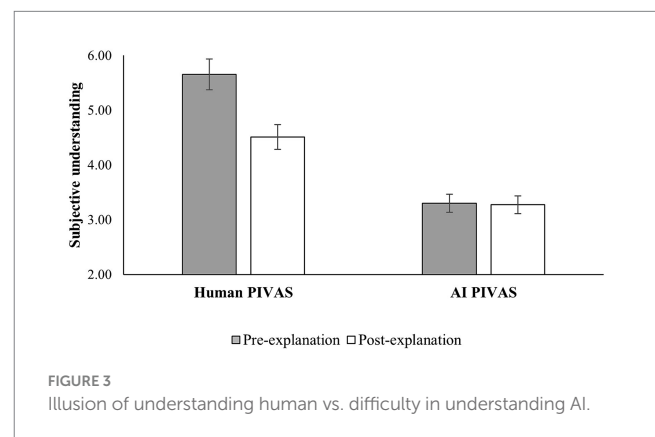 Subjective understanding
6.00
5.00
4.00
3.00
2.00
Human PIVAS
AI PIVAS
Pre-explanation
Post-explanation
FIGURE 3
Illusion of understanding human vs. difficulty in understanding AI.